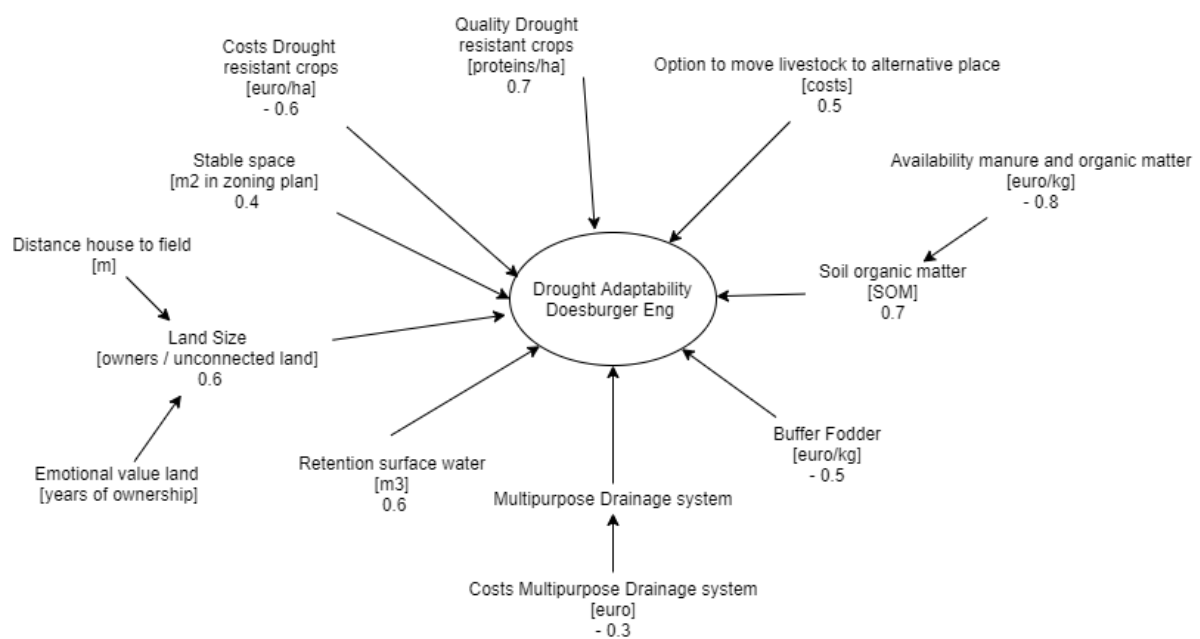 Quality Drought
resistant crops
[proteins/ha]
0.7
Costs Drought
resistant crops
[euro/ha]
- 0.6
Option to move livestock to alternative place
[costs]
0.5
Stable space
[m2 in zoning plan]
0.4
Availability manure and organic matter
[euro/kg]
- 0.8
Distance house to field
[m]
Drought Adaptability
Doesburger Eng
Soil organic matter
[SOM]
0.7
Land Size
[owners / unconnected land]
0.6
Emotional value land
[years of ownership]
Retention surface water
[m3]
0.6
Buffer Fodder
[euro/kg]
- 0.5
Multipurpose Drainage system
Costs Multipurpose Drainage system
[euro]
- 0.3